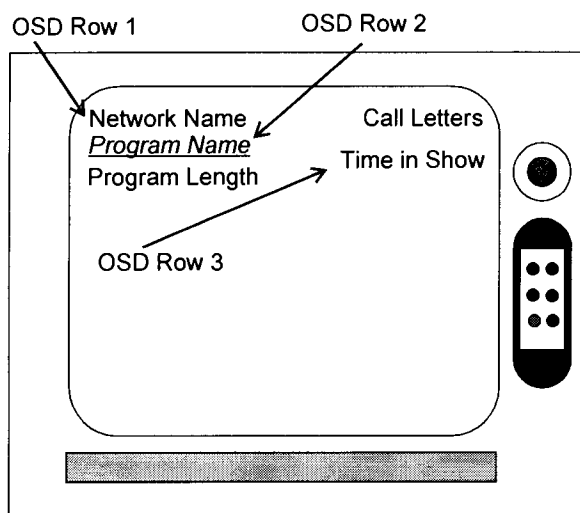 OSD Row 1
OSD Row 2
Network Name
Call Letters
Program Name
Time in Show
Program Length
OSD Row 3